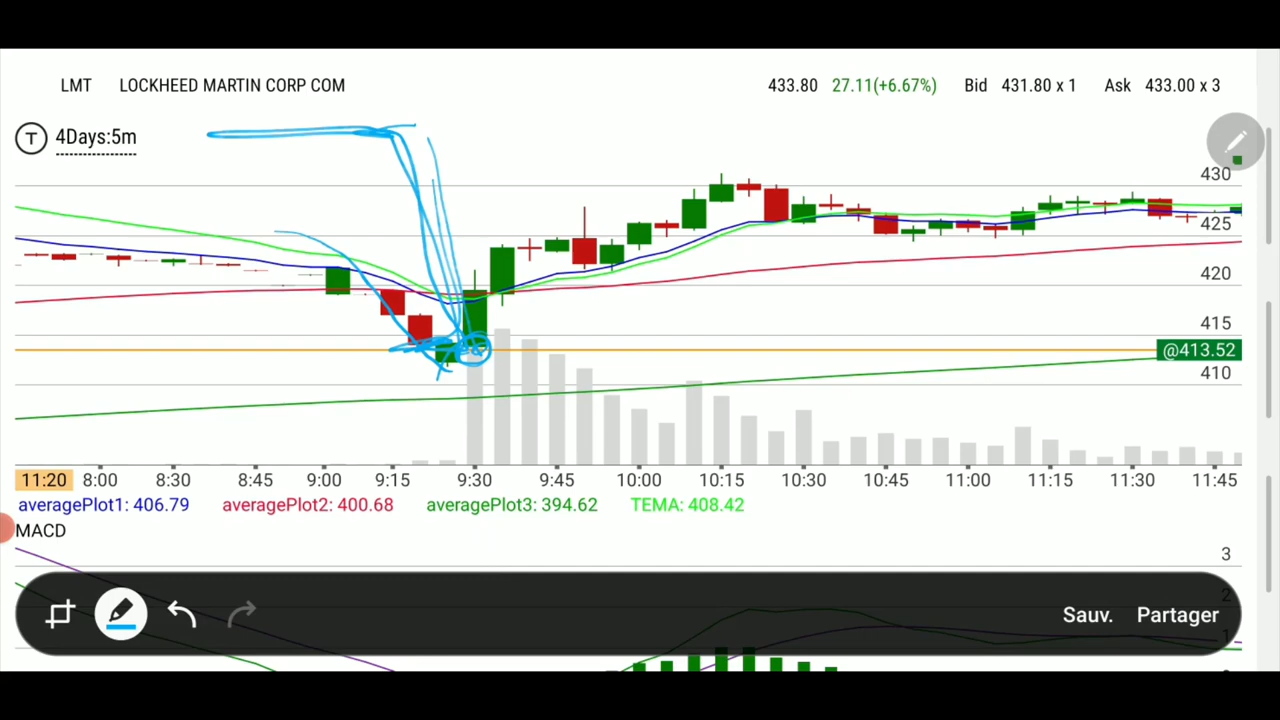 LMT LOCKHEED MARTIN CORP COM 433.80 27.11(+6.67%) Bid 431.80 x 1 Ask 433.00 x 3
T 4Days:5m
430
425
420
415
@413.52
410
11:20 8:00 8:30 8:45 9:00 9:15 9:30 9:45 10:00 10:15 10:30 10:45 11:00 11:15 11:30 11:45
averagePlot1: 406.79 averagePlot2: 400.68 averagePlot3: 394.62 TEMA: 408.42
MACD
3
2
Sauv. Partager
1